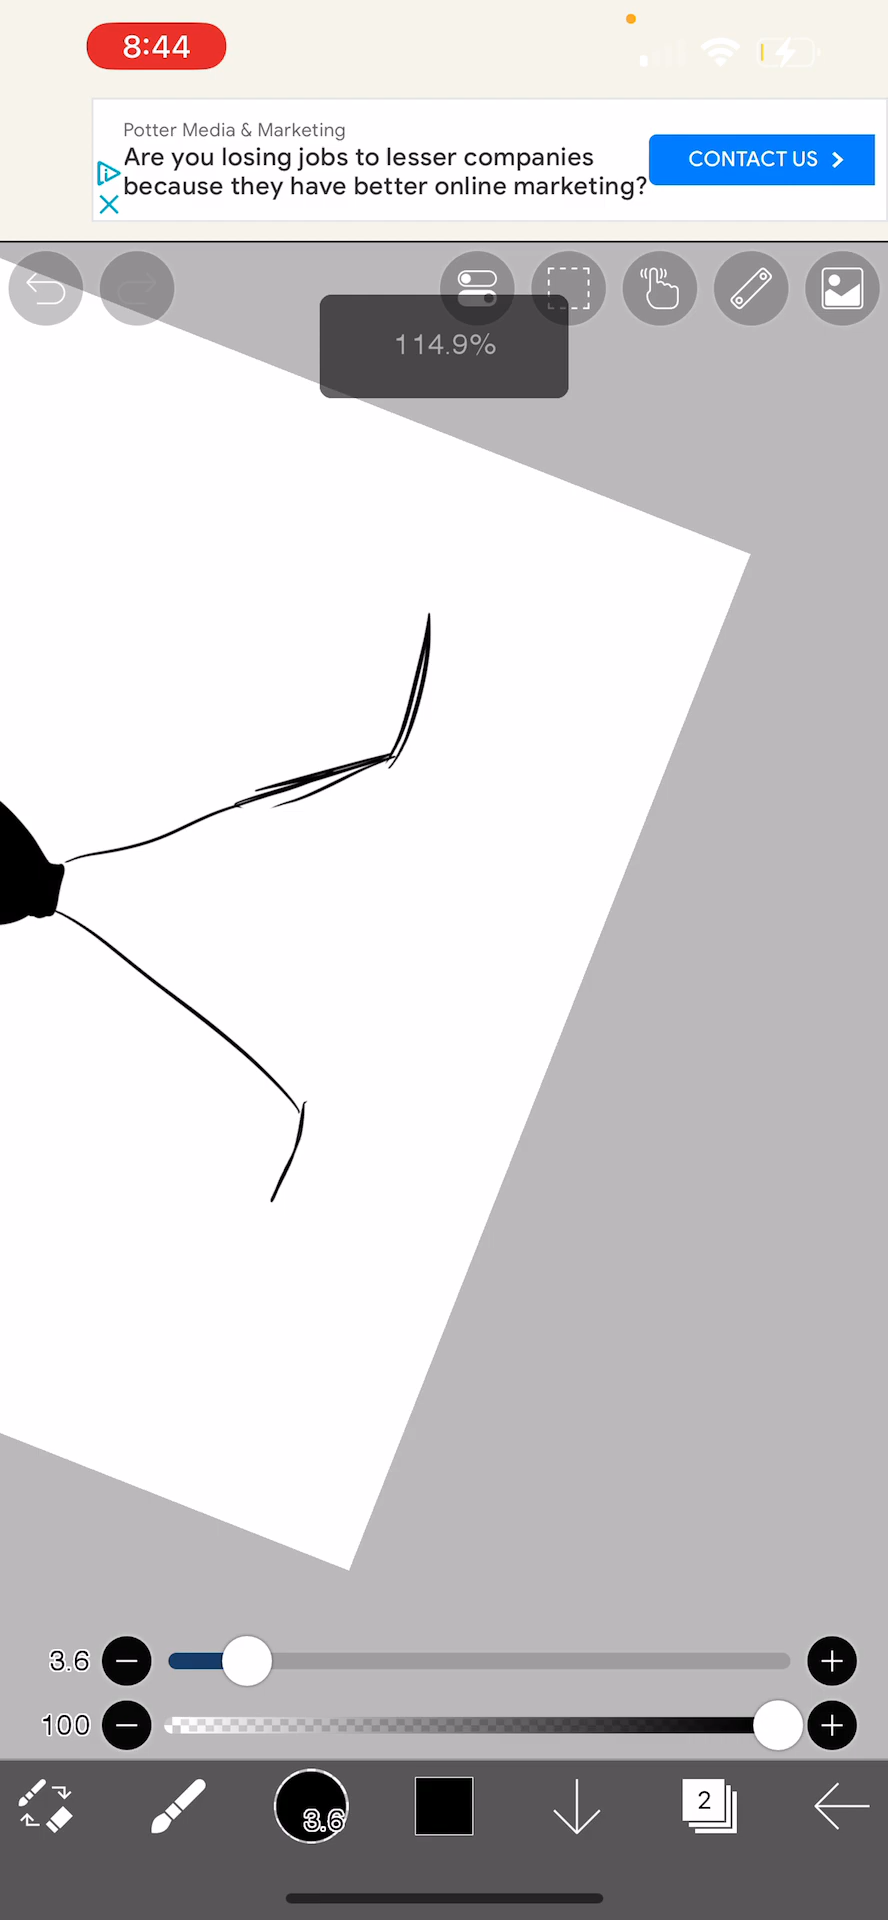 8:44
Potter Media & Marketing
Are you losing jobs to lesser companies
because they have better online marketing?
CONTACT US
114.9%
3.6
100
3.6
2